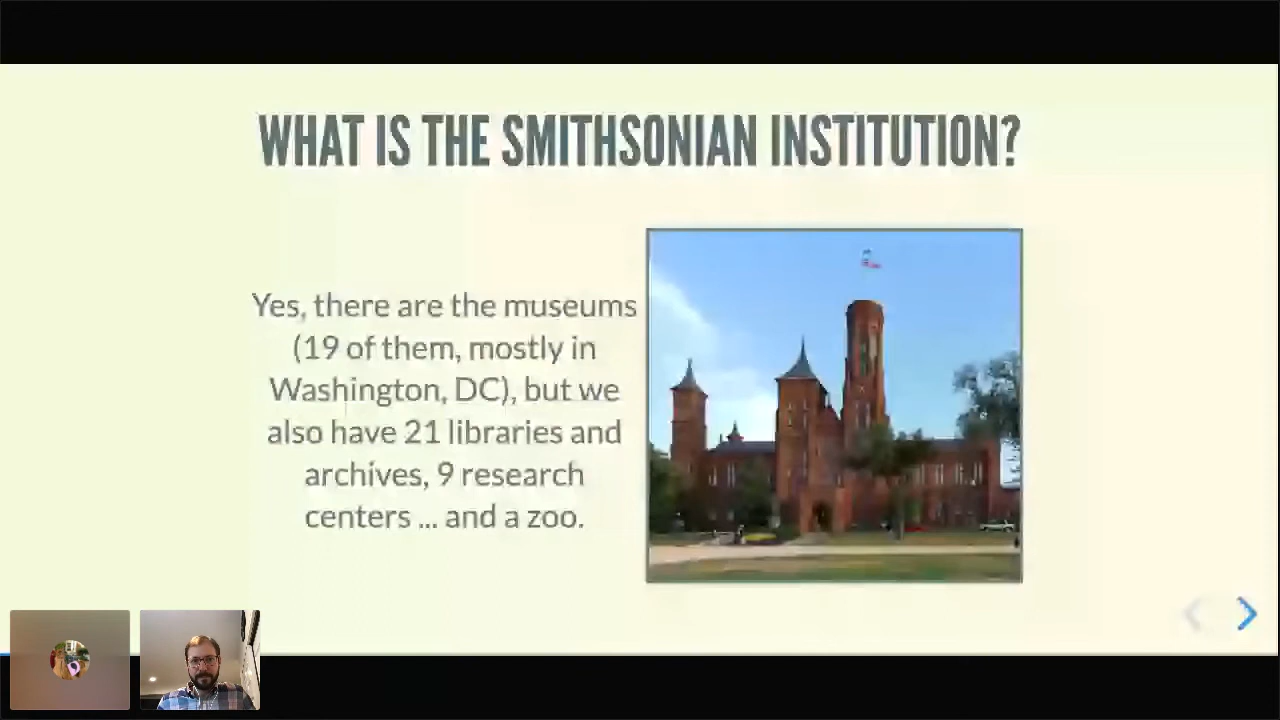 WHAT IS THE SMITHSONIAN INSTITUTION?
Yes, there are the museums
(19 of them, mostly in
Washington, DC), but we
also have 21 libraries and
archives, 9 research
centers ... and a zoo.